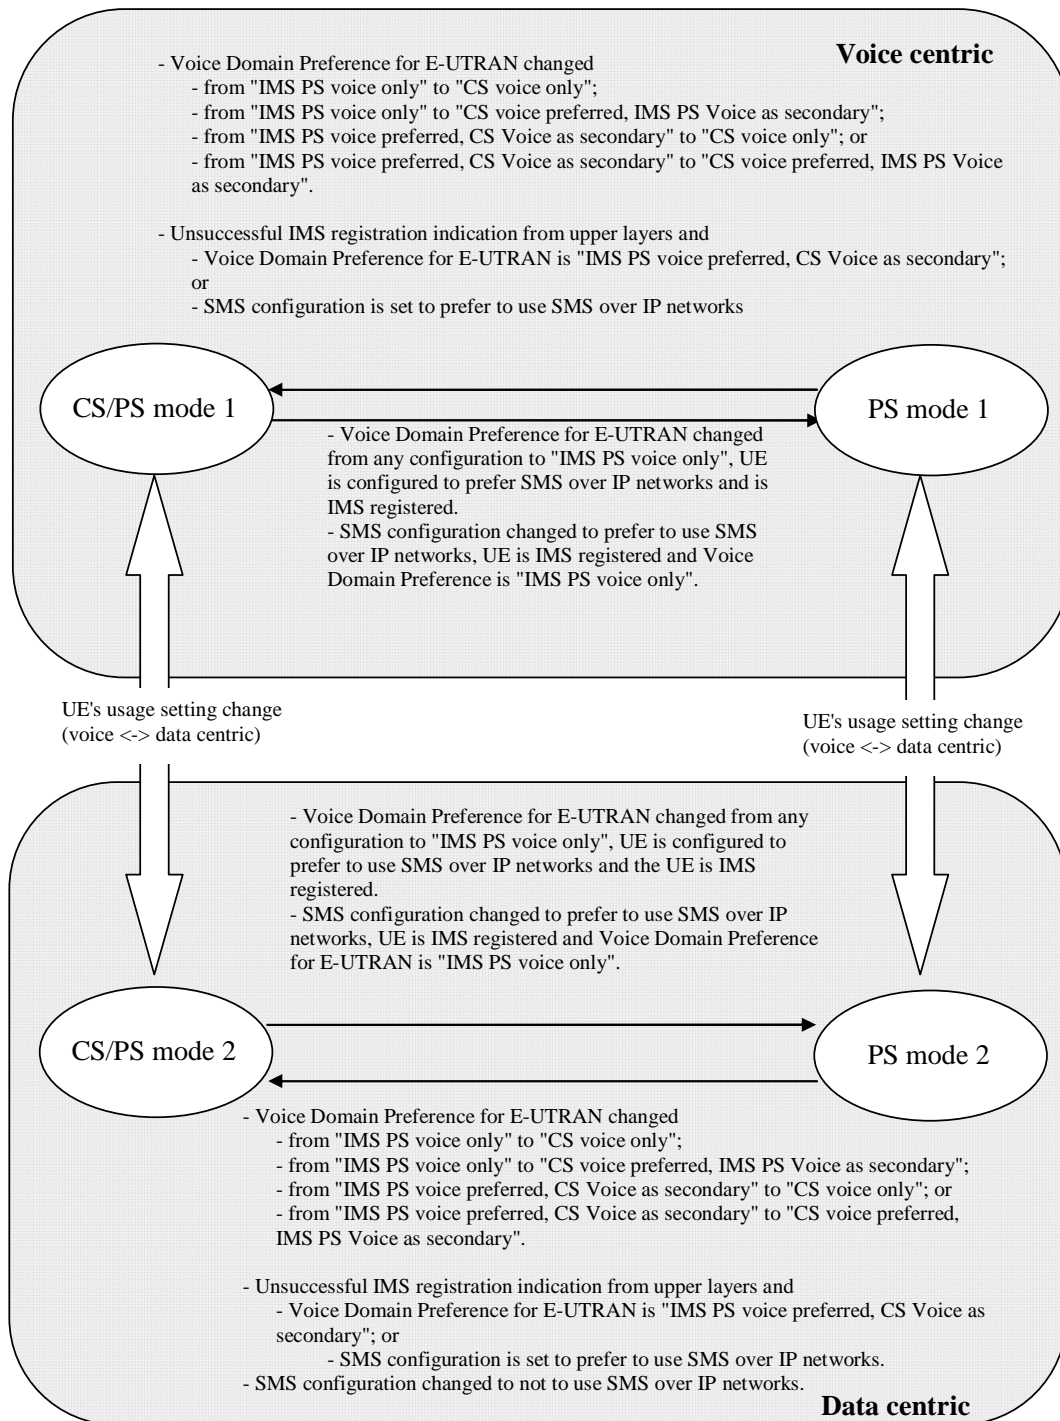 Voice centric
- Voice Domain Preference for E-UTRAN changed
- from "IMS PS voice only" to "CS voice only";
- from "IMS PS voice only" to "CS voice preferred, IMS PS Voice as secondary";
- from "IMS PS voice preferred, CS Voice as secondary" to "CS voice only"; or
- from "IMS PS voice preferred, CS Voice as secondary" to "CS voice preferred, IMS PS Voice
as secondary".
- Unsuccessful IMS registration indication from upper layers and
- Voice Domain Preference for E-UTRAN is "IMS PS voice preferred, CS Voice as secondary";
or
- SMS configuration is set to prefer to use SMS over IP networks
CS/PS mode 1
PS mode 1
- Voice Domain Preference for E-UTRAN changed
from any configuration to "IMS PS voice only", UE
is configured to prefer SMS over IP networks and is
IMS registered.
- SMS configuration changed to prefer to use SMS
over IP networks, UE is IMS registered and Voice
Domain Preference is "IMS PS voice only".
UE's usage setting change
(voice <-> data centric)
UE's usage setting change
(voice <-> data centric)
- Voice Domain Preference for E-UTRAN changed from any
configuration to "IMS PS voice only", UE is configured to
prefer to use SMS over IP networks and the UE is IMS
registered.
- SMS configuration changed to prefer to use SMS over IP
networks, UE is IMS registered and Voice Domain Preference
for E-UTRAN is "IMS PS voice only".
CS/PS mode 2
PS mode 2
- Voice Domain Preference for E-UTRAN changed
- from "IMS PS voice only" to "CS voice only";
- from "IMS PS voice only" to "CS voice preferred, IMS PS Voice as secondary";
- from "IMS PS voice preferred, CS Voice as secondary" to "CS voice only"; or
- from "IMS PS voice preferred, CS Voice as secondary" to "CS voice preferred,
IMS PS Voice as secondary".
- Unsuccessful IMS registration indication from upper layers and
- Voice Domain Preference for E-UTRAN is "IMS PS voice preferred, CS Voice as
secondary"; or
- SMS configuration is set to prefer to use SMS over IP networks.
- SMS configuration changed to not to use SMS over IP networks.
Data centric